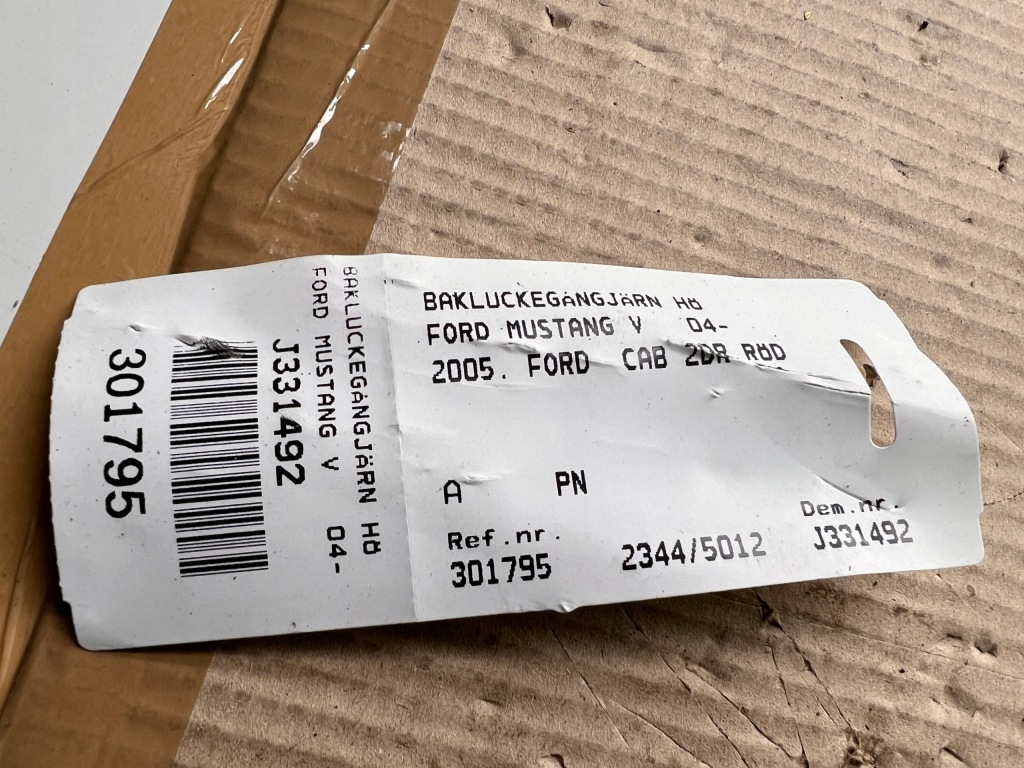 BAKLUCKEGÅNGJÄRN HÖ
FORD MUSTANG V 04-
2005. FORD CAB 2DR RÖD
A PN
Ref.nr. Dem.nr.
301795 2344/5012 J331492
BAKLUCKEGÅNGJÄRN HÖ
FORD MUSTANG V 04-
J331492
301795